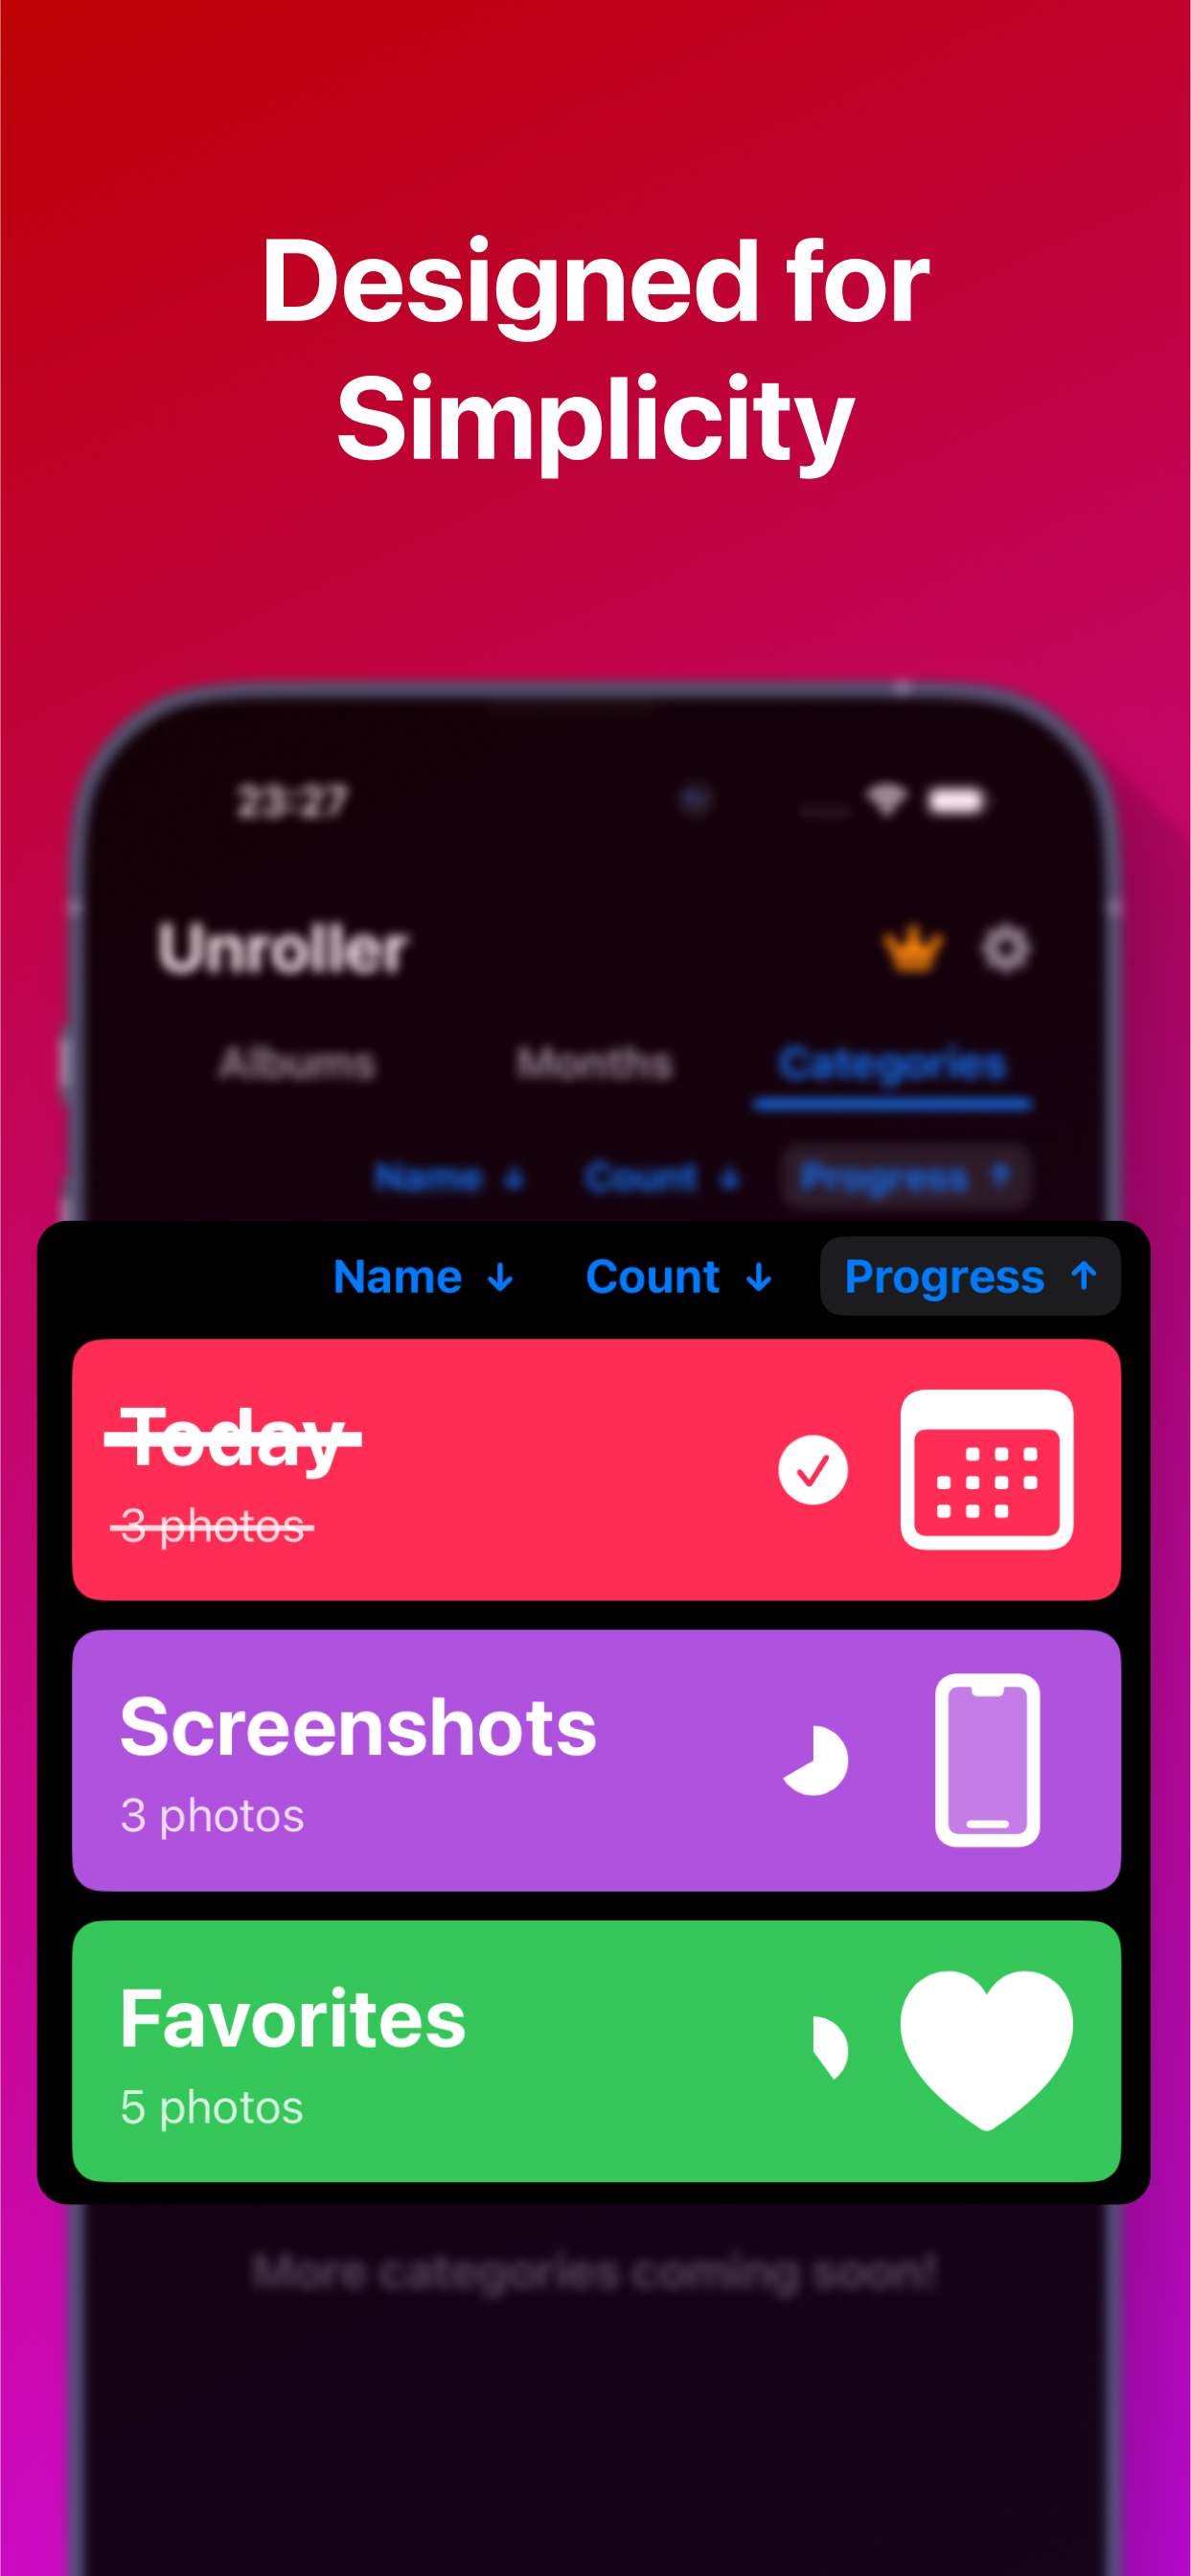 Designed for
Simplicity
23:27
Unroller
Albums Months Categories
Name ↓ Count ↓ Progress ↑
Name ↓ Count ↓ Progress ↑
Today
3 photos
Screenshots
3 photos
Favorites
5 photos
More categories coming soon!